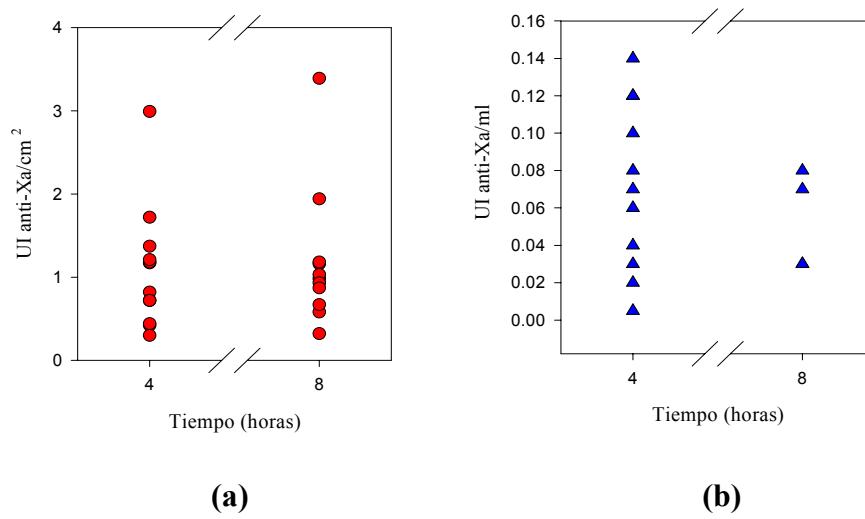 4
3
2
1
0
UI anti-Xa/cm²
4 8
Tiempo (horas)
(a)
0.16
0.14
0.12
0.10
0.08
0.06
0.04
0.02
0.00
UI anti-Xa/ml
4 8
Tiempo (horas)
(b)